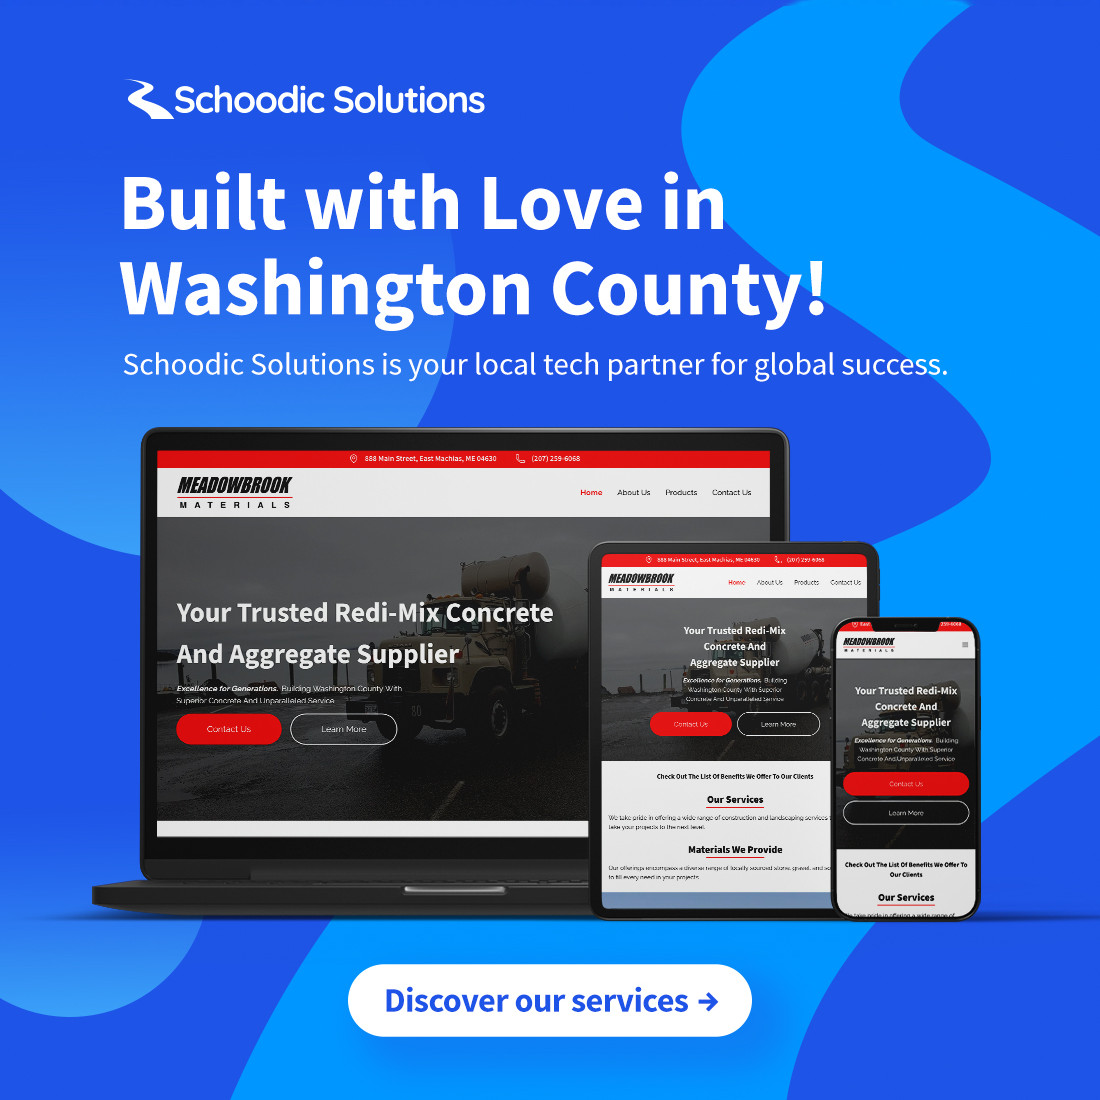 Schoodic Solutions
Built with Love in
Washington County!
Schoodic Solutions is your local tech partner for global success.
888 Main Street, East Machias, ME 04630 (207) 259-6068
MEADOWBROOK
MATERIALS
Home About Us Products Contact Us
Your Trusted Redi-Mix Concrete
And Aggregate Supplier
Excellence for Generations. Building Washington County With
Superior Concrete And Unparalleled Service
Contact Us Learn More
888 Main Street, East Machias, ME 04630 (207) 259-6068
MEADOWBROOK
MATERIALS
Home About Us Products Contact Us
Your Trusted Redi-Mix
Concrete And
Aggregate Supplier
Excellence for Generations. Building
Washington County With Superior
Concrete And Unparalleled Service
Contact Us Learn More
Check Out The List Of Benefits We Offer To Our Clients
Our Services
We take pride in offering a wide range of construction and landscaping services
take your projects to the next level.
Materials We Provide
Our offerings encompass a diverse range of locally sourced stone, gravel, and
to fill every need in your projects.
East 259-6068
MEADOWBROOK
MATERIALS
Your Trusted Redi-Mix
Concrete And
Aggregate Supplier
Excellence for Generations. Building
Washington County With Superior
Concrete And Unparalleled Service
Contact Us
Learn More
Check Out The List Of Benefits We Offer To
Our Clients
Our Services
take pride in offering a wide range of
Discover our services →